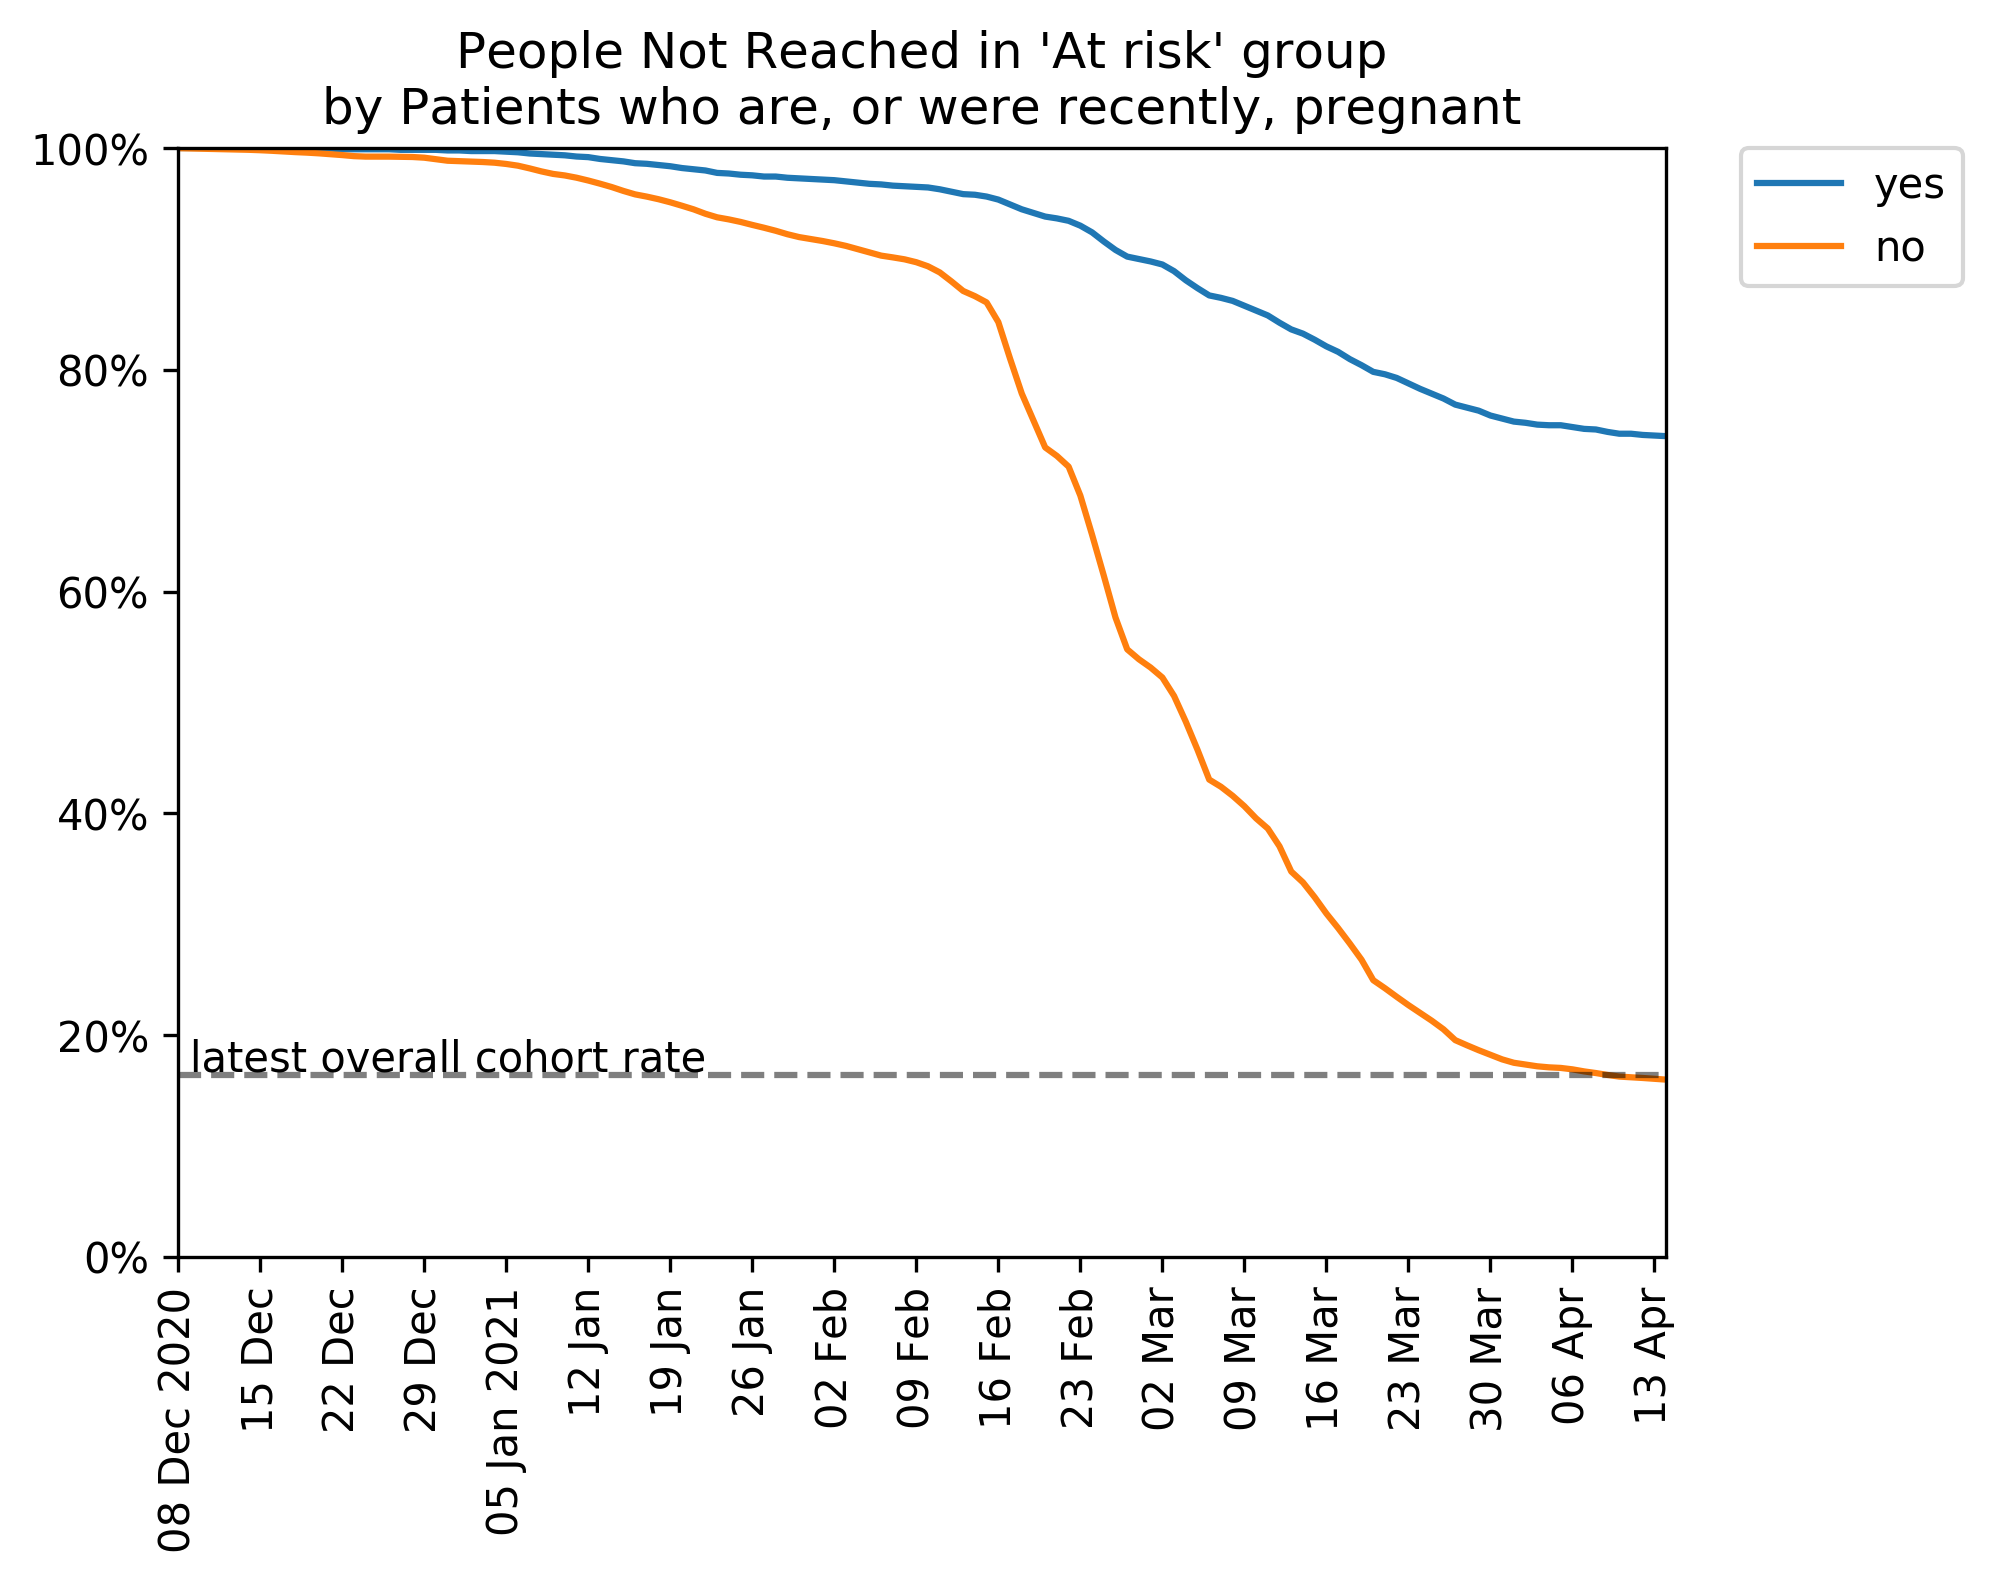 People Not Reached in 'At risk' group
by Patients who are, or were recently, pregnant
100%
80%
60%
40%
20%
0%
yes
no
latest overall cohort rate
08 Dec 2020
15 Dec
22 Dec
29 Dec
05 Jan 2021
12 Jan
19 Jan
26 Jan
02 Feb
09 Feb
16 Feb
23 Feb
02 Mar
09 Mar
16 Mar
23 Mar
30 Mar
06 Apr
13 Apr